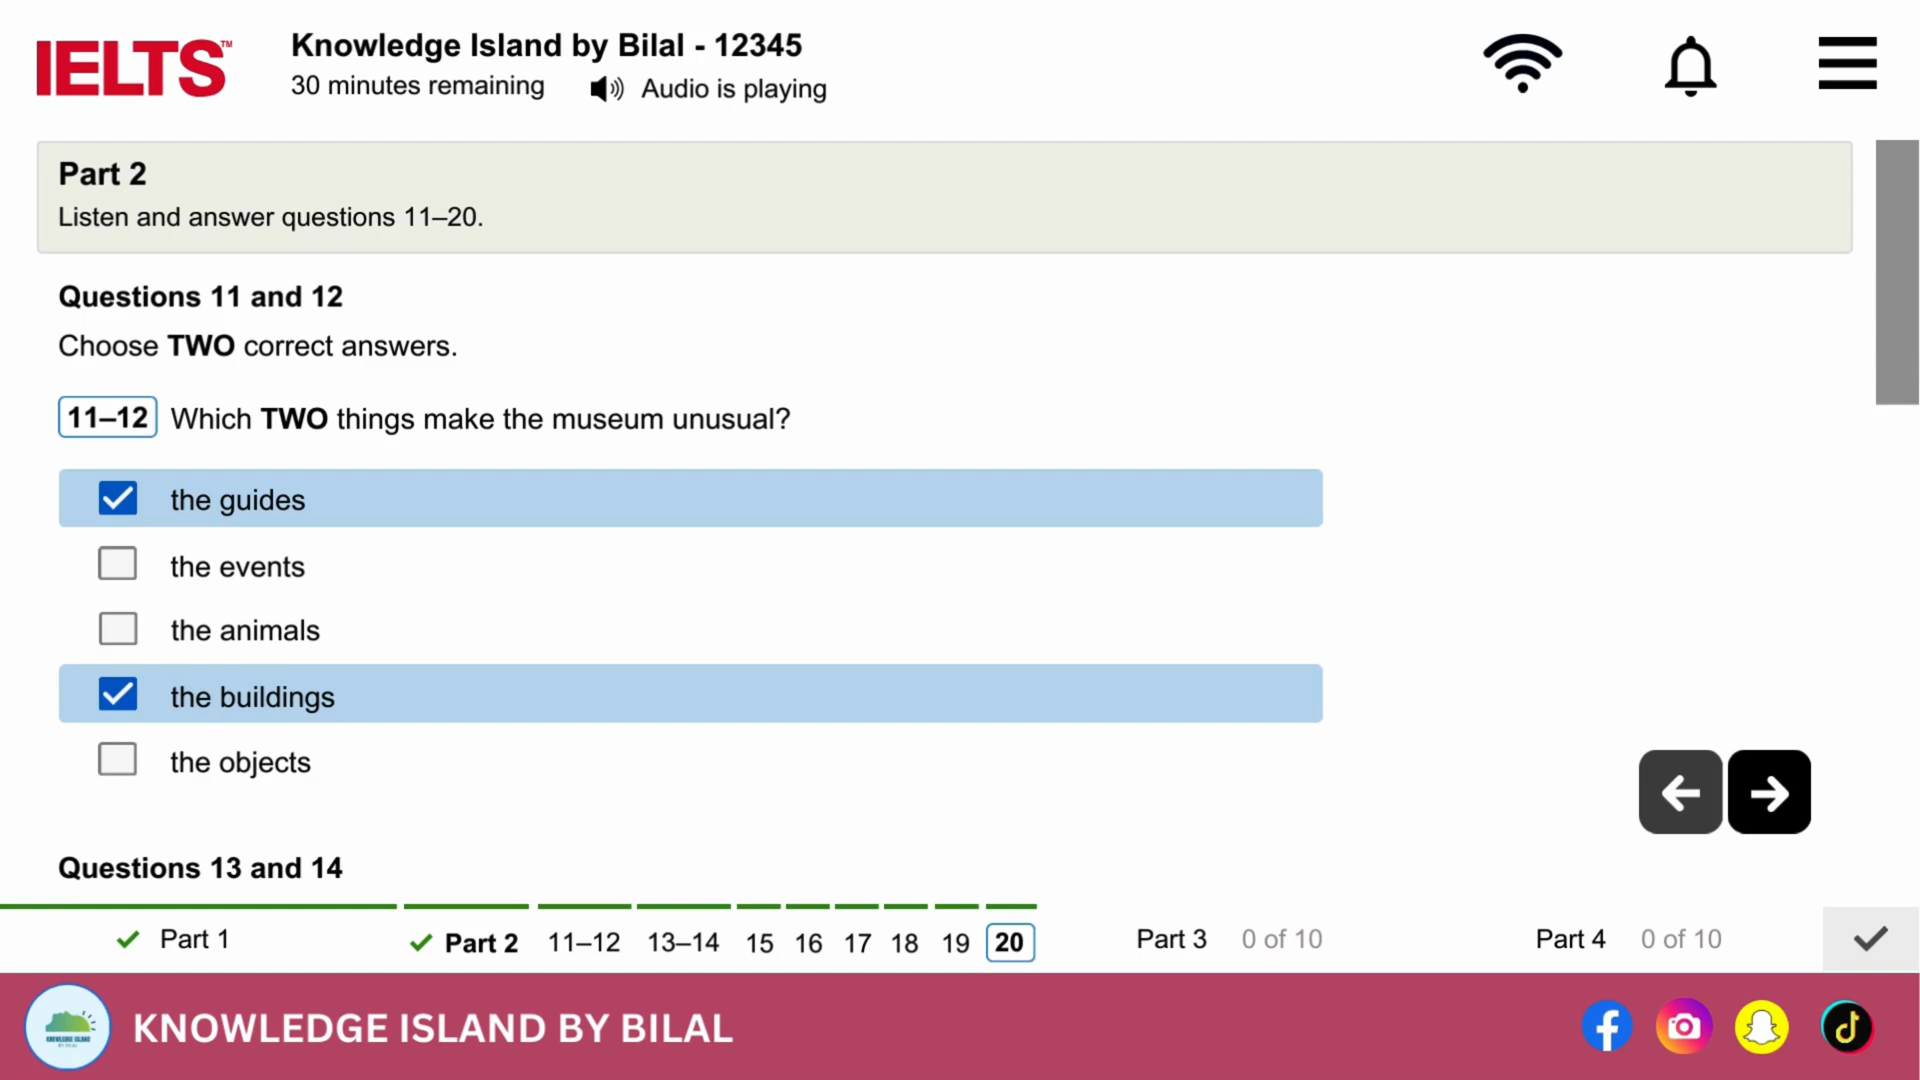 IELTS™
Knowledge Island by Bilal - 12345
30 minutes remaining
Audio is playing
Part 2
Listen and answer questions 11–20.
Questions 11 and 12
Choose TWO correct answers.
11–12 Which TWO things make the museum unusual?
the guides
the events
the animals
the buildings
the objects
Questions 13 and 14
Part 1
Part 2 11–12 13–14 15 16 17 18 19 20
Part 3 0 of 10
Part 4 0 of 10
KNOWLEDGE ISLAND
BY BILAL
KNOWLEDGE ISLAND BY BILAL